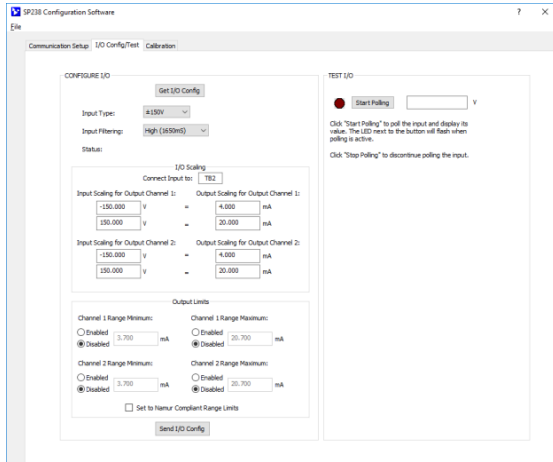 SP238 Configuration Software
File
Communication Setup I/O Config/Test Calibration
CONFIGURE I/O
Get I/O Config
Input Type: ±150V
Input Filtering: High (1650mS)
Status:
I/O Scaling
Connect Input to: TB2
Input Scaling for Output Channel 1: Output Scaling for Output Channel 1:
-150.000 V = 4.000 mA
150.000 V = 20.000 mA
Input Scaling for Output Channel 2: Output Scaling for Output Channel 2:
-150.000 V = 4.000 mA
150.000 V = 20.000 mA
Output Limits
Channel 1 Range Minimum: Channel 1 Range Maximum:
Enabled Enabled
Disabled 3.700 mA Disabled 20.700 mA
Channel 2 Range Minimum: Channel 2 Range Maximum:
Enabled Enabled
Disabled 3.700 mA Disabled 20.700 mA
Set to Namur Compliant Range Limits
Send I/O Config
TEST I/O
Start Polling V
Click "Start Polling" to poll the input and display its
value. The LED next to the button will flash when
polling is active.
Click "Stop Polling" to discontinue polling the input.